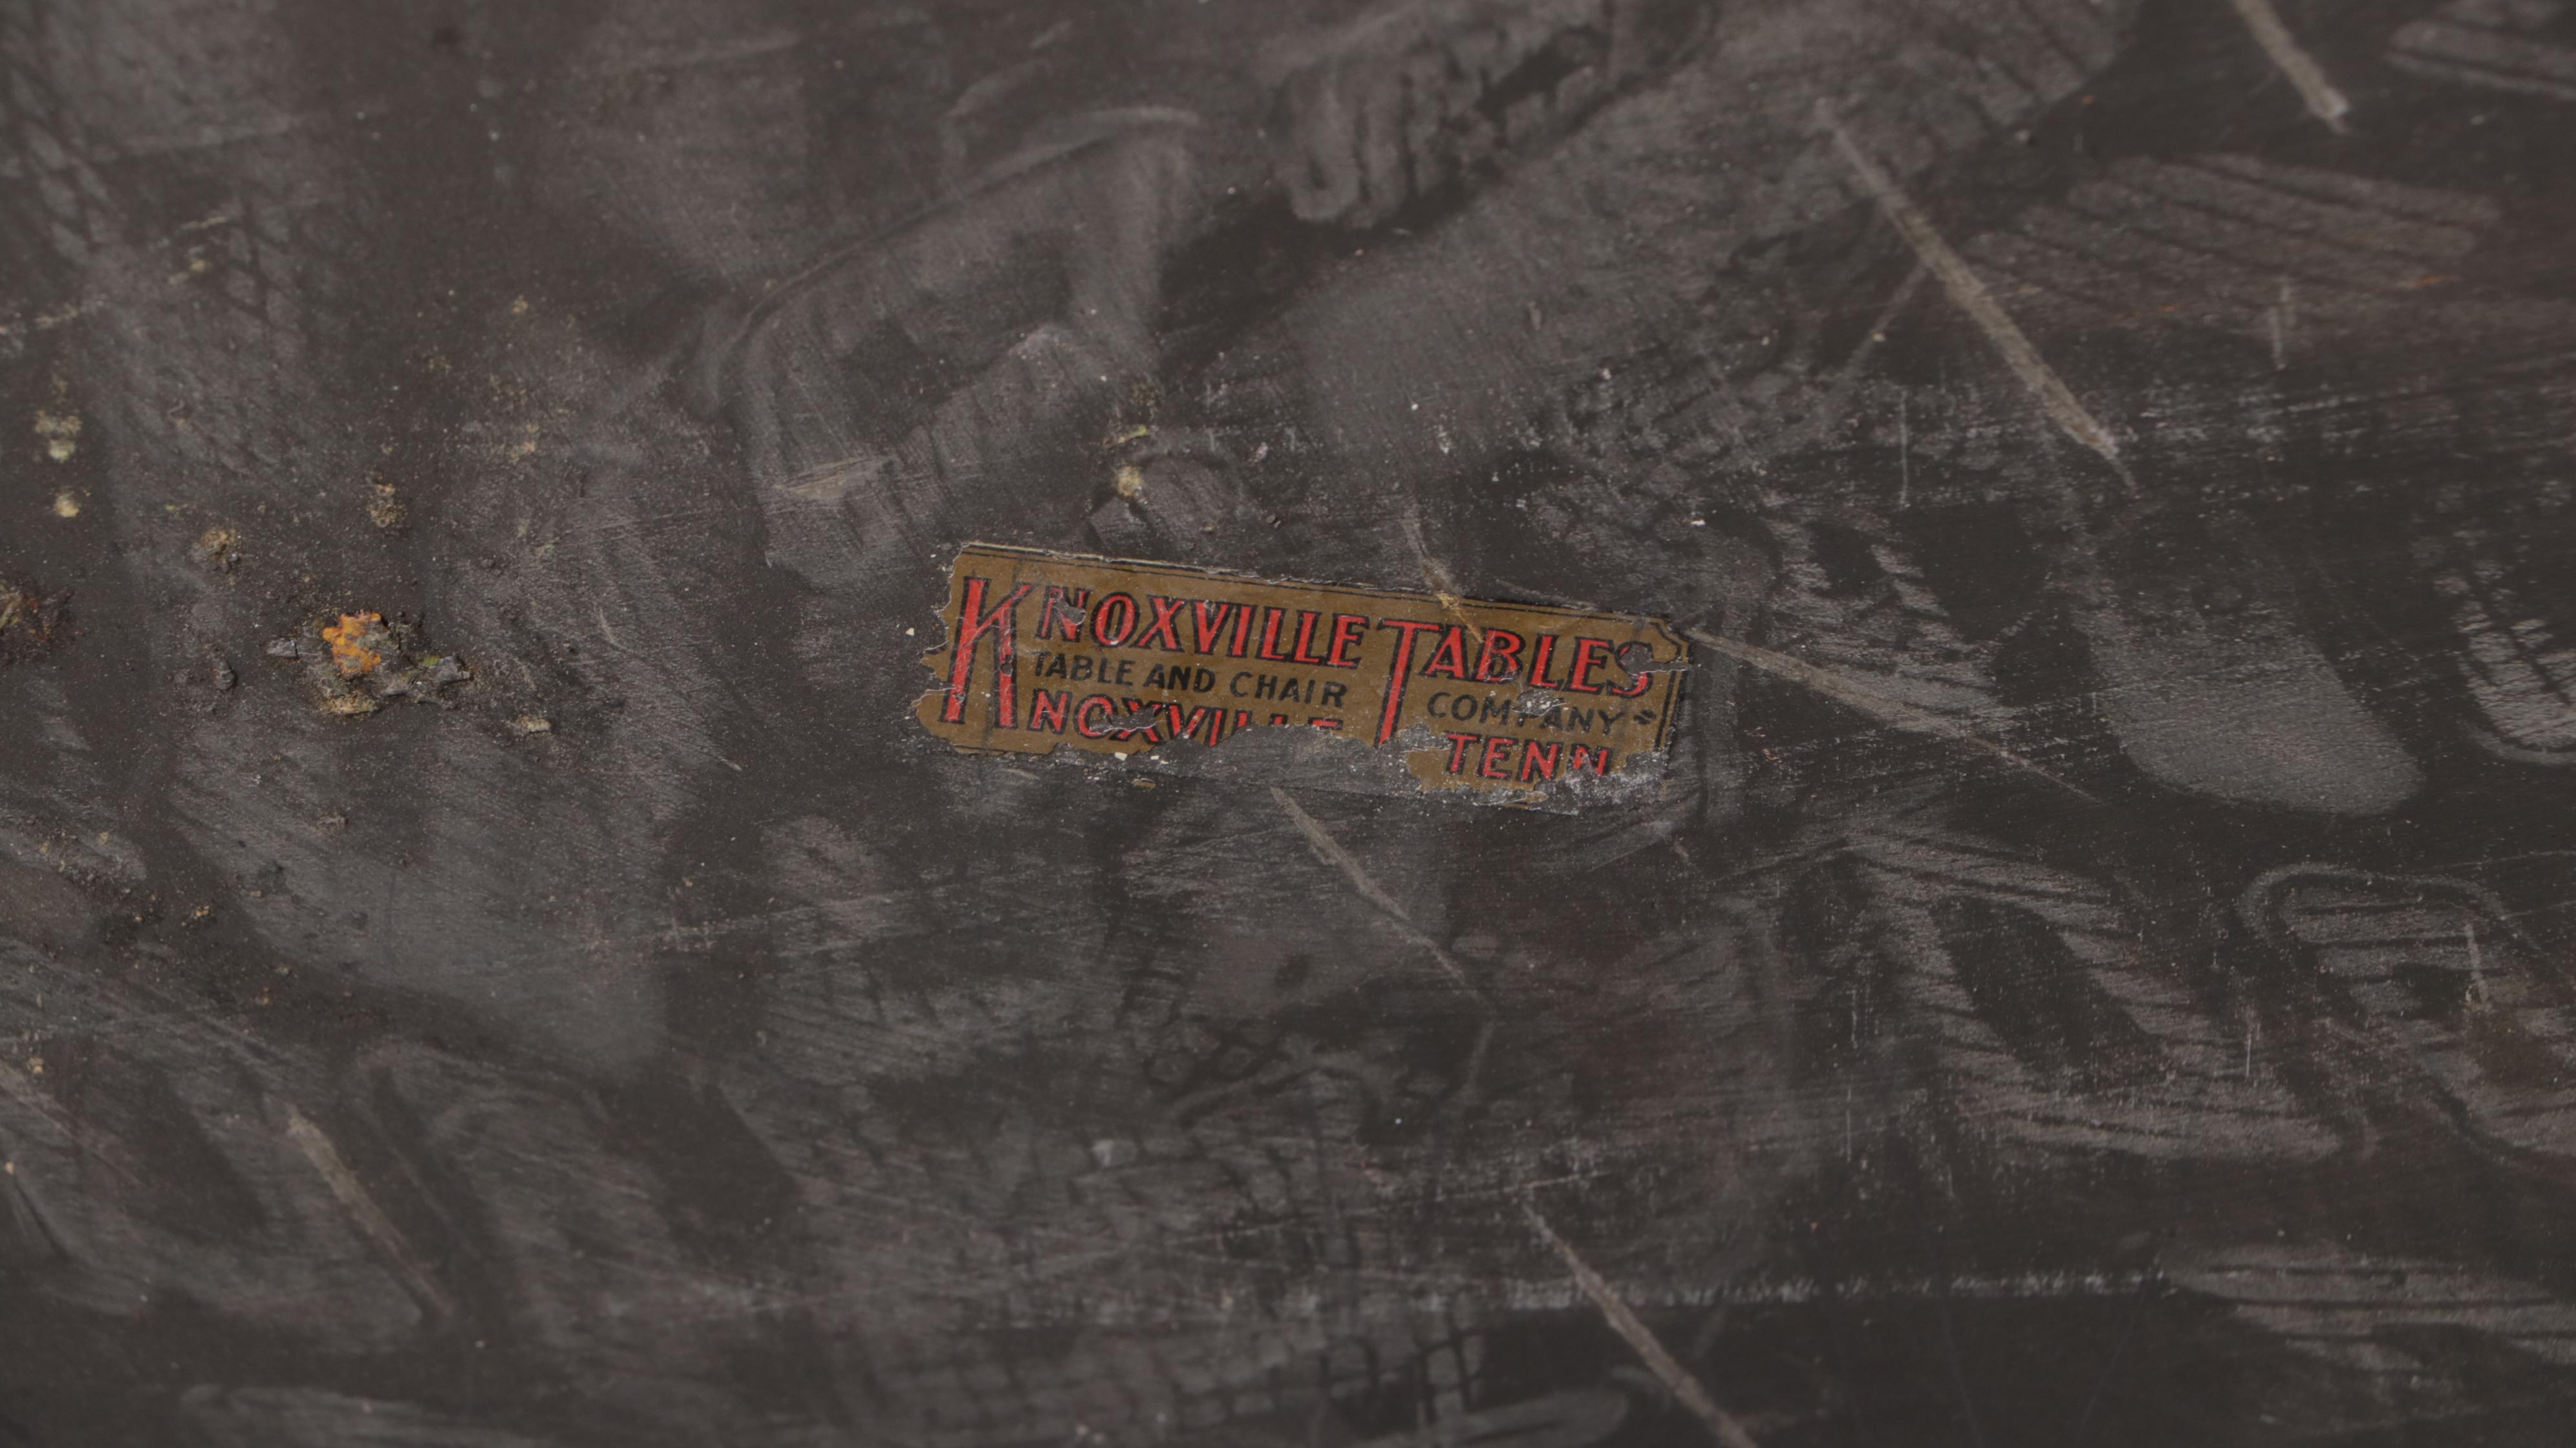 KNOXVILLE TABLES
TABLE AND CHAIR COMPANY
KNOXVILLE TENN